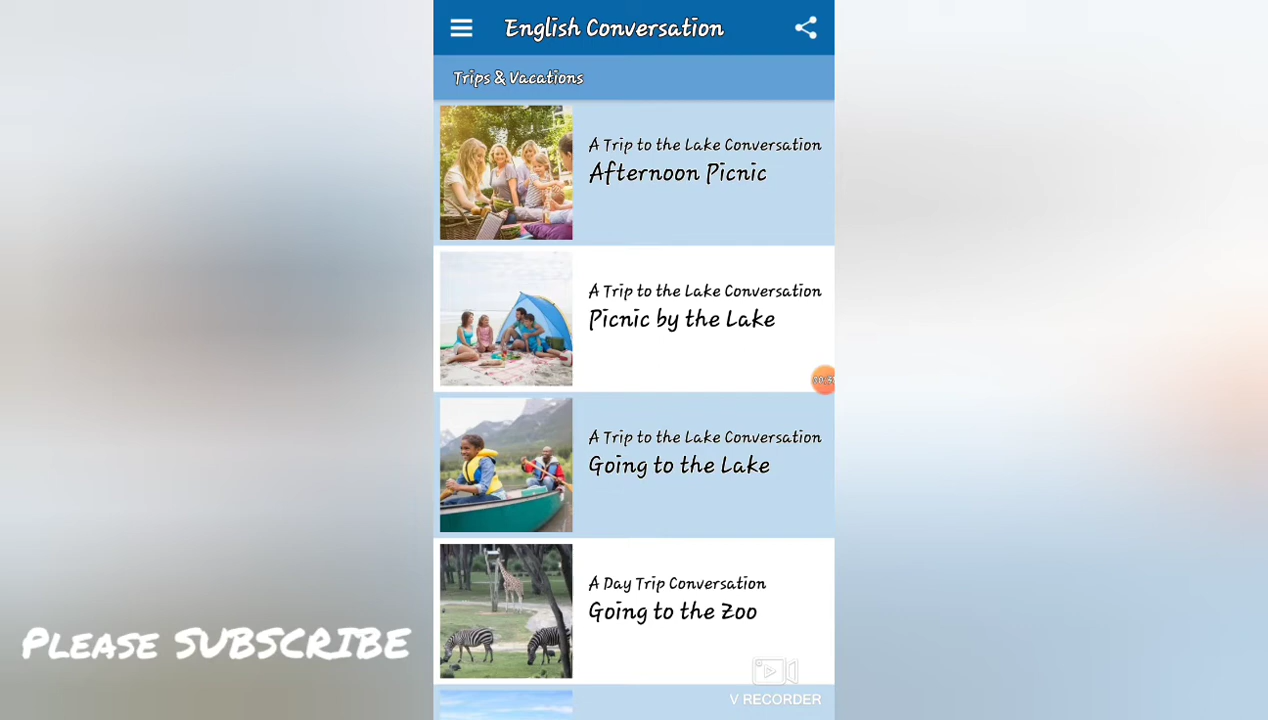 English Conversation
Trips & Vacations
A Trip to the Lake Conversation
Afternoon Picnic
A Trip to the Lake Conversation
Picnic by the Lake
A Trip to the Lake Conversation
Going to the Lake
A Day Trip Conversation
Going to the Zoo
Please SUBSCRIBE
V RECORDER